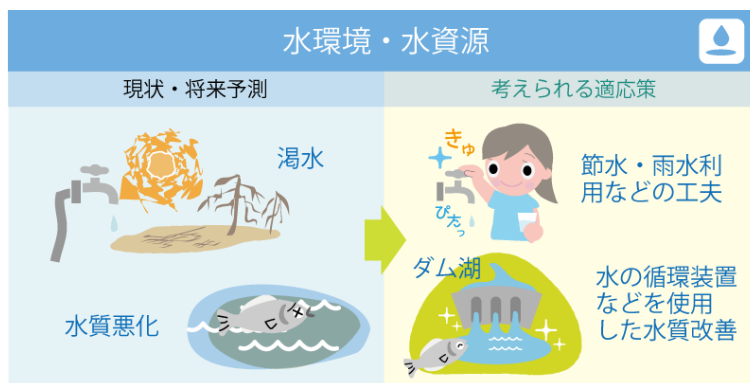 水環境・水資源
現状・将来予測
考えられる適応策
渇水
水質悪化
きゅ
ぴたっ
節水・雨水利
用などの工夫
ダム湖
水の循環装置
などを使用
した水質改善